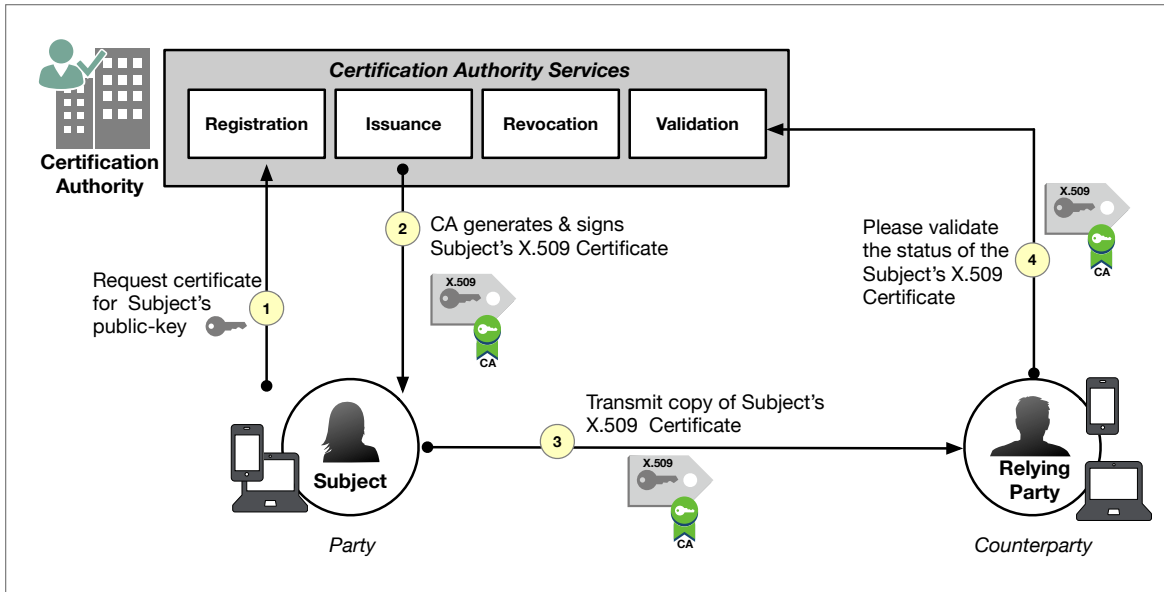 Certification Authority Services
Registration
Issuance
Revocation
Validation
Certification
Authority
2
CA generates & signs
Subject's X.509 Certificate
X.509
CA
Request certificate
for Subject's
public-key
1
Please validate
the status of the
Subject's X.509
Certificate
4
X.509
CA
Subject
Party
Transmit copy of Subject's
X.509 Certificate
3
X.509
CA
Relying
Party
Counterparty